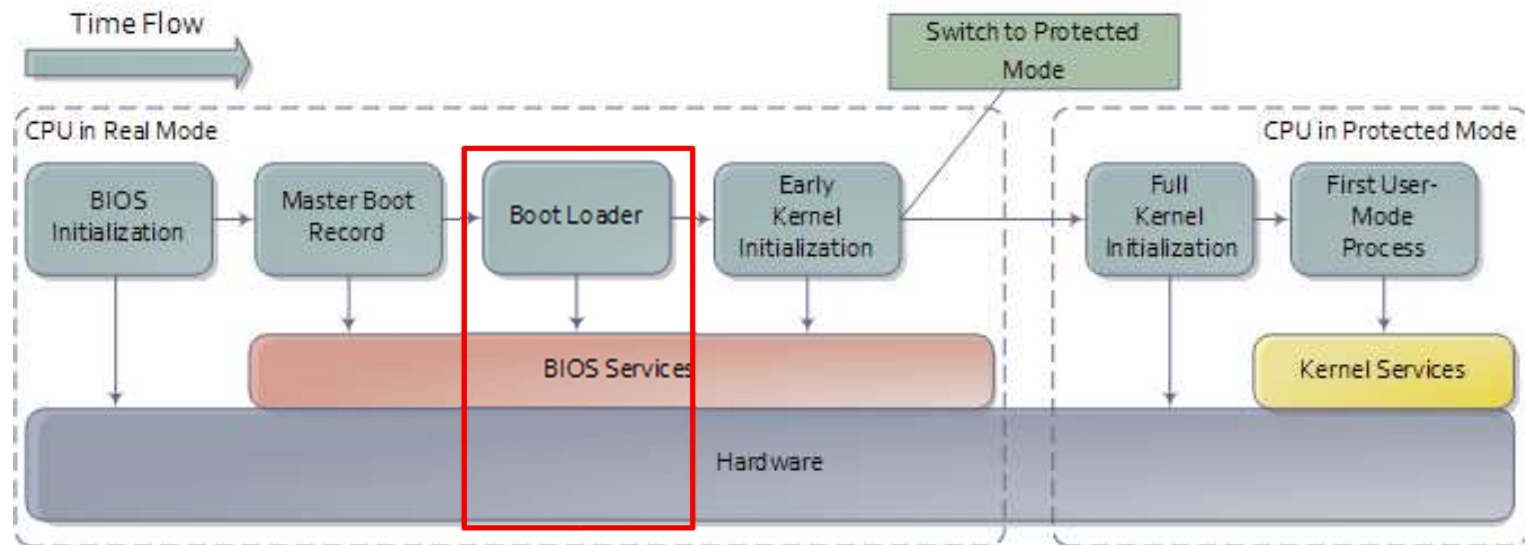 Time Flow
Switch to Protected
Mode
CPU in Real Mode
CPU in Protected Mode
BIOS
Initialization
Master Boot
Record
Boot Loader
Early
Kernel
Initialization
Full
Kernel
Initialization
First User-
Mode
Process
BIOS Services
Kernel Services
Hardware